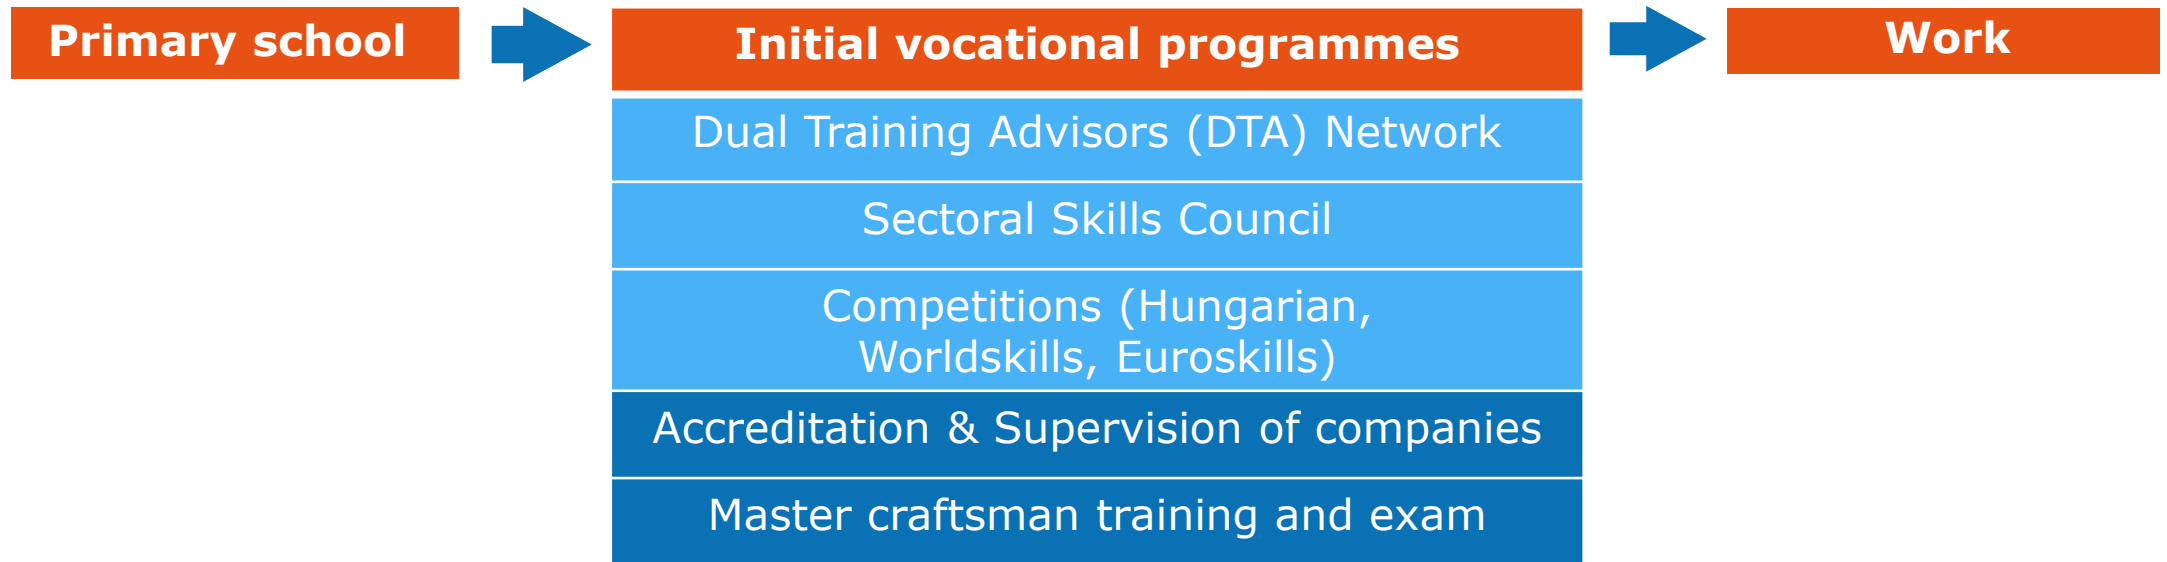 Primary school
Initial vocational programmes
Work
Dual Training Advisors (DTA) Network
Sectoral Skills Council
Competitions (Hungarian,
Worldskills, Euroskills)
Accreditation & Supervision of companies
Master craftsman training and exam